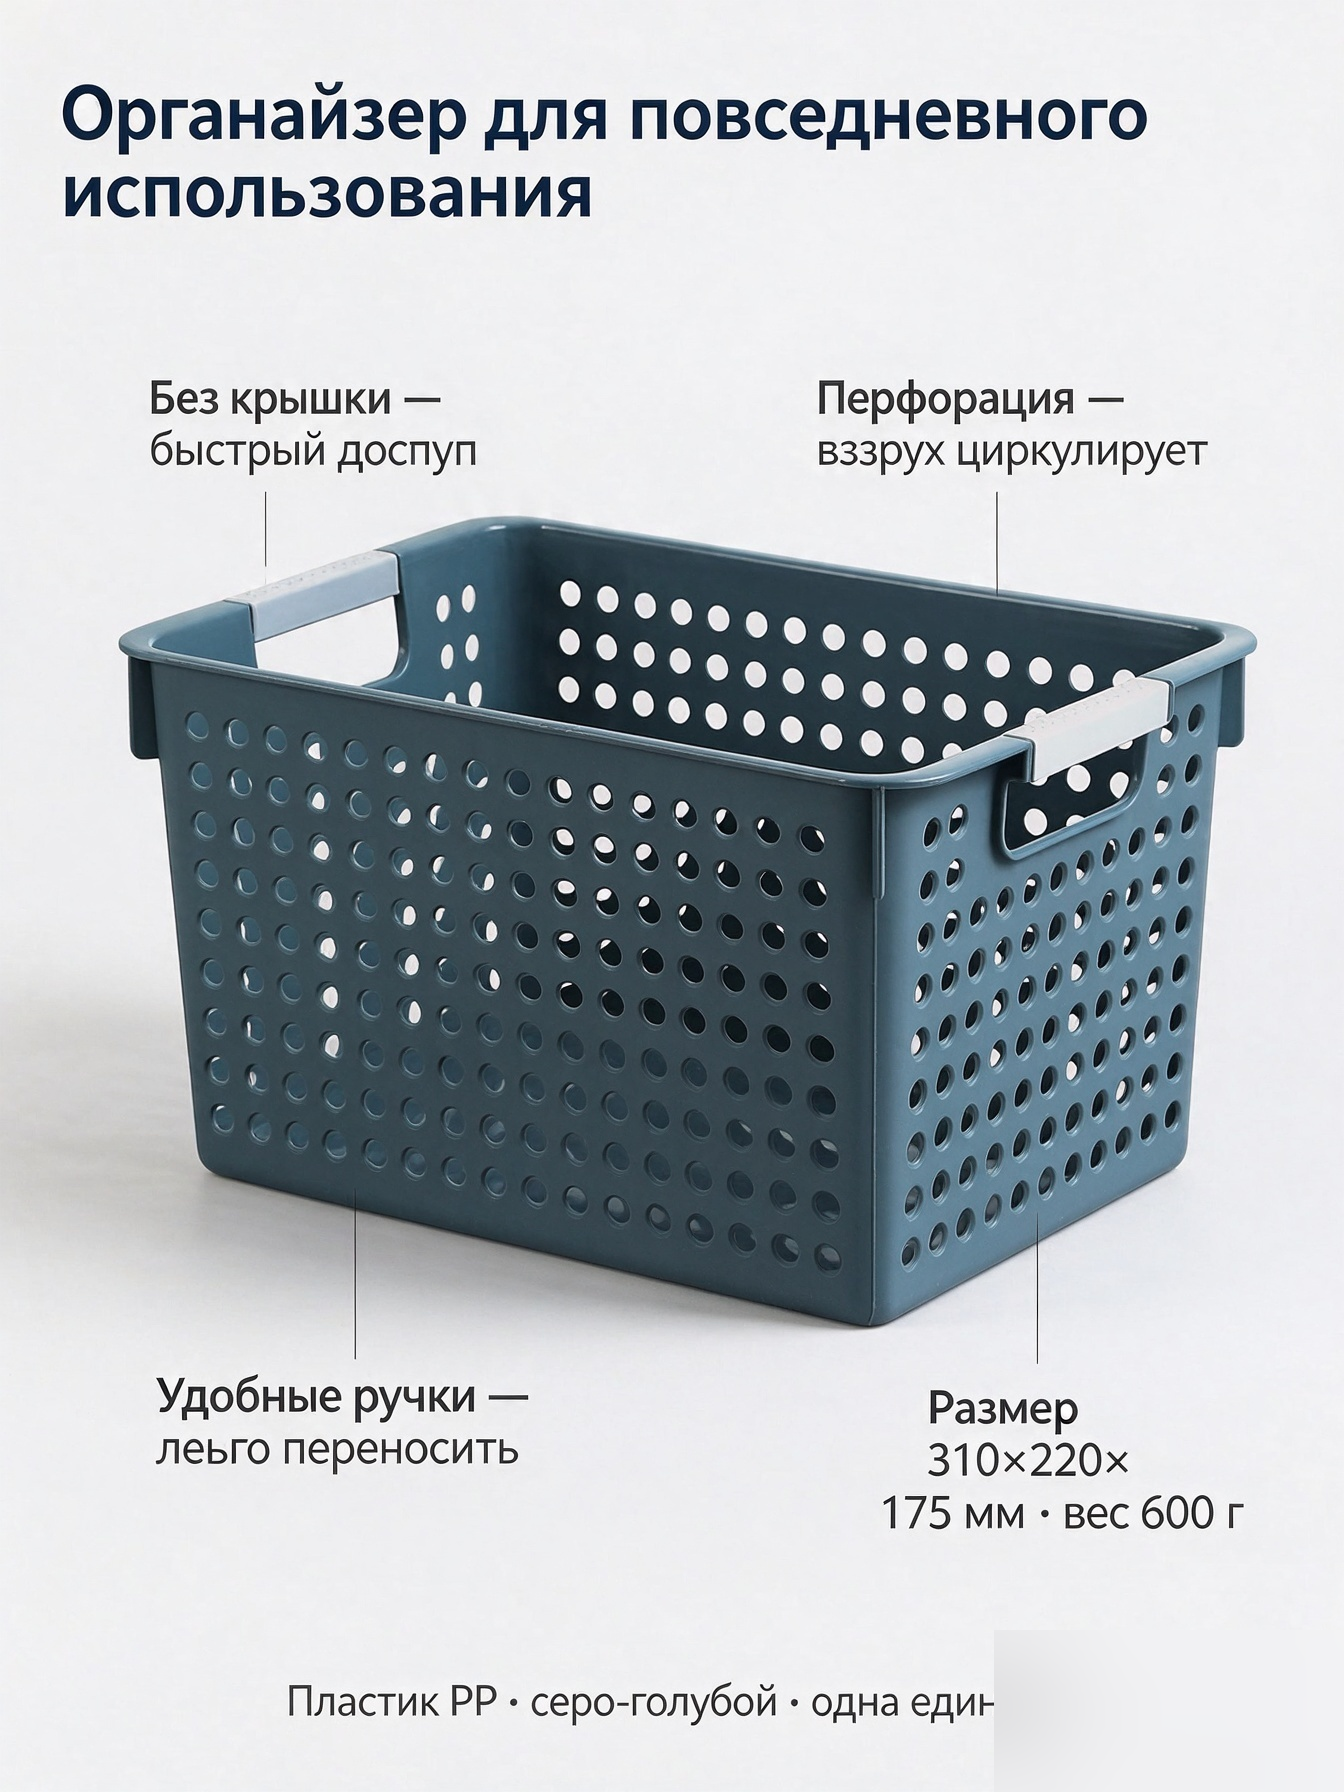 Органайзер для повседневного
использования
Без крышки —
быстрый доспуп
Перфорация —
вззрух циркулирует
Удобные ручки —
леьго переносить
Размер
310×220×
175 мм · вес 600 г
Пластик PP · серо-голубой · одна един